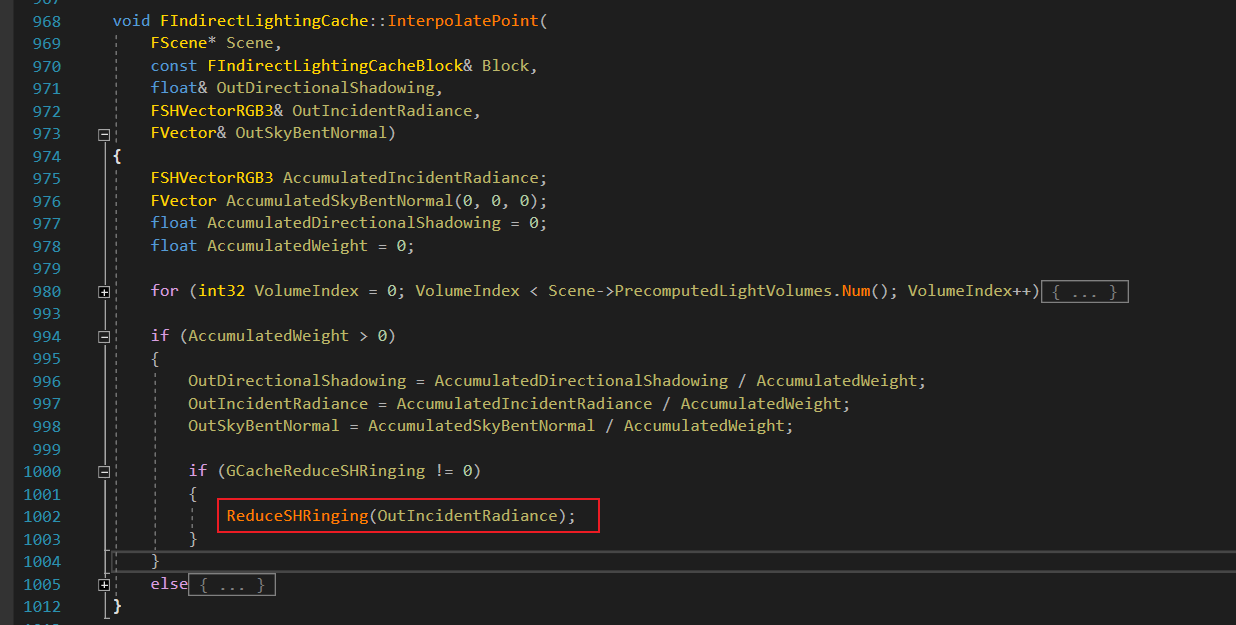 968 void FIndirectLightingCache::InterpolatePoint(
969 FScene* Scene,
970 const FIndirectLightingCacheBlock& Block,
971 float& OutDirectionalShadowing,
972 FSHVectorRGB3& OutIncidentRadiance,
973 FVector& OutSkyBentNormal)
974 {
975 FSHVectorRGB3 AccumulatedIncidentRadiance;
976 FVector AccumulatedSkyBentNormal(0, 0, 0);
977 float AccumulatedDirectionalShadowing = 0;
978 float AccumulatedWeight = 0;
979
980 for (int32 VolumeIndex = 0; VolumeIndex < Scene->PrecomputedLightVolumes.Num(); VolumeIndex++){ ... }
993
994 if (AccumulatedWeight > 0)
995 {
996 OutDirectionalShadowing = AccumulatedDirectionalShadowing / AccumulatedWeight;
997 OutIncidentRadiance = AccumulatedIncidentRadiance / AccumulatedWeight;
998 OutSkyBentNormal = AccumulatedSkyBentNormal / AccumulatedWeight;
999
1000 if (GCacheReduceSHRinging != 0)
1001 {
1002 ReduceSHRinging(OutIncidentRadiance);
1003 }
1004 }
1005 else{ ... }
1012 }